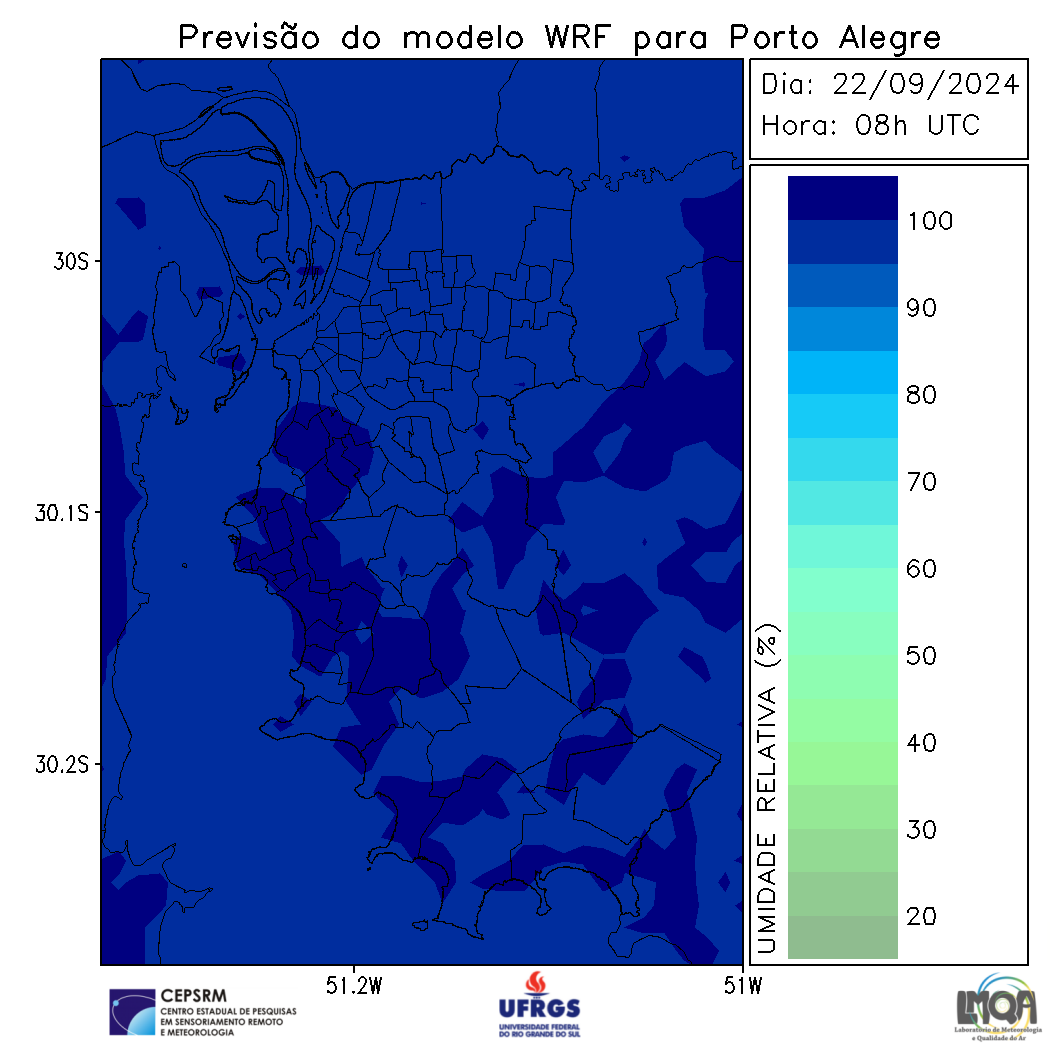 Previsão do modelo WRF para Porto Alegre
Dia: 22/09/2024
Hora: 08h UTC
30S
30.1S
30.2S
51.2W
51W
UMIDADE RELATIVA (%)
100
90
80
70
60
50
40
30
20
CEPSRM
CENTRO ESTADUAL DE PESQUISAS
EM SENSORIAMENTO REMOTO
E METEOROLOGIA
UFRGS
UNIVERSIDADE FEDERAL
DO RIO GRANDE DO SUL
LMQA
Laboratório de Meteorologia
e Qualidade do Ar